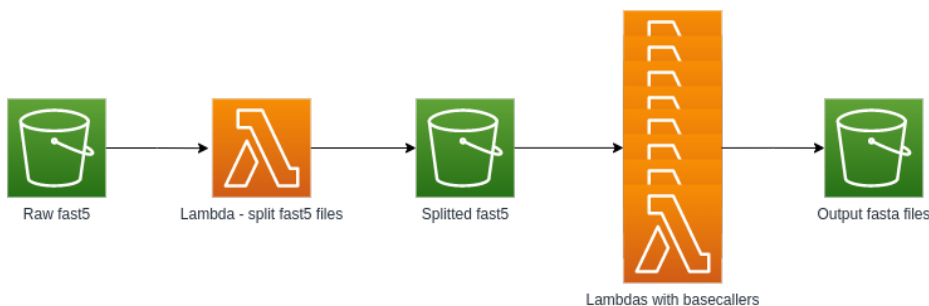 Raw fast5
Lambda - split fast5 files
Splitted fast5
Lambdas with basecallers
Output fasta files